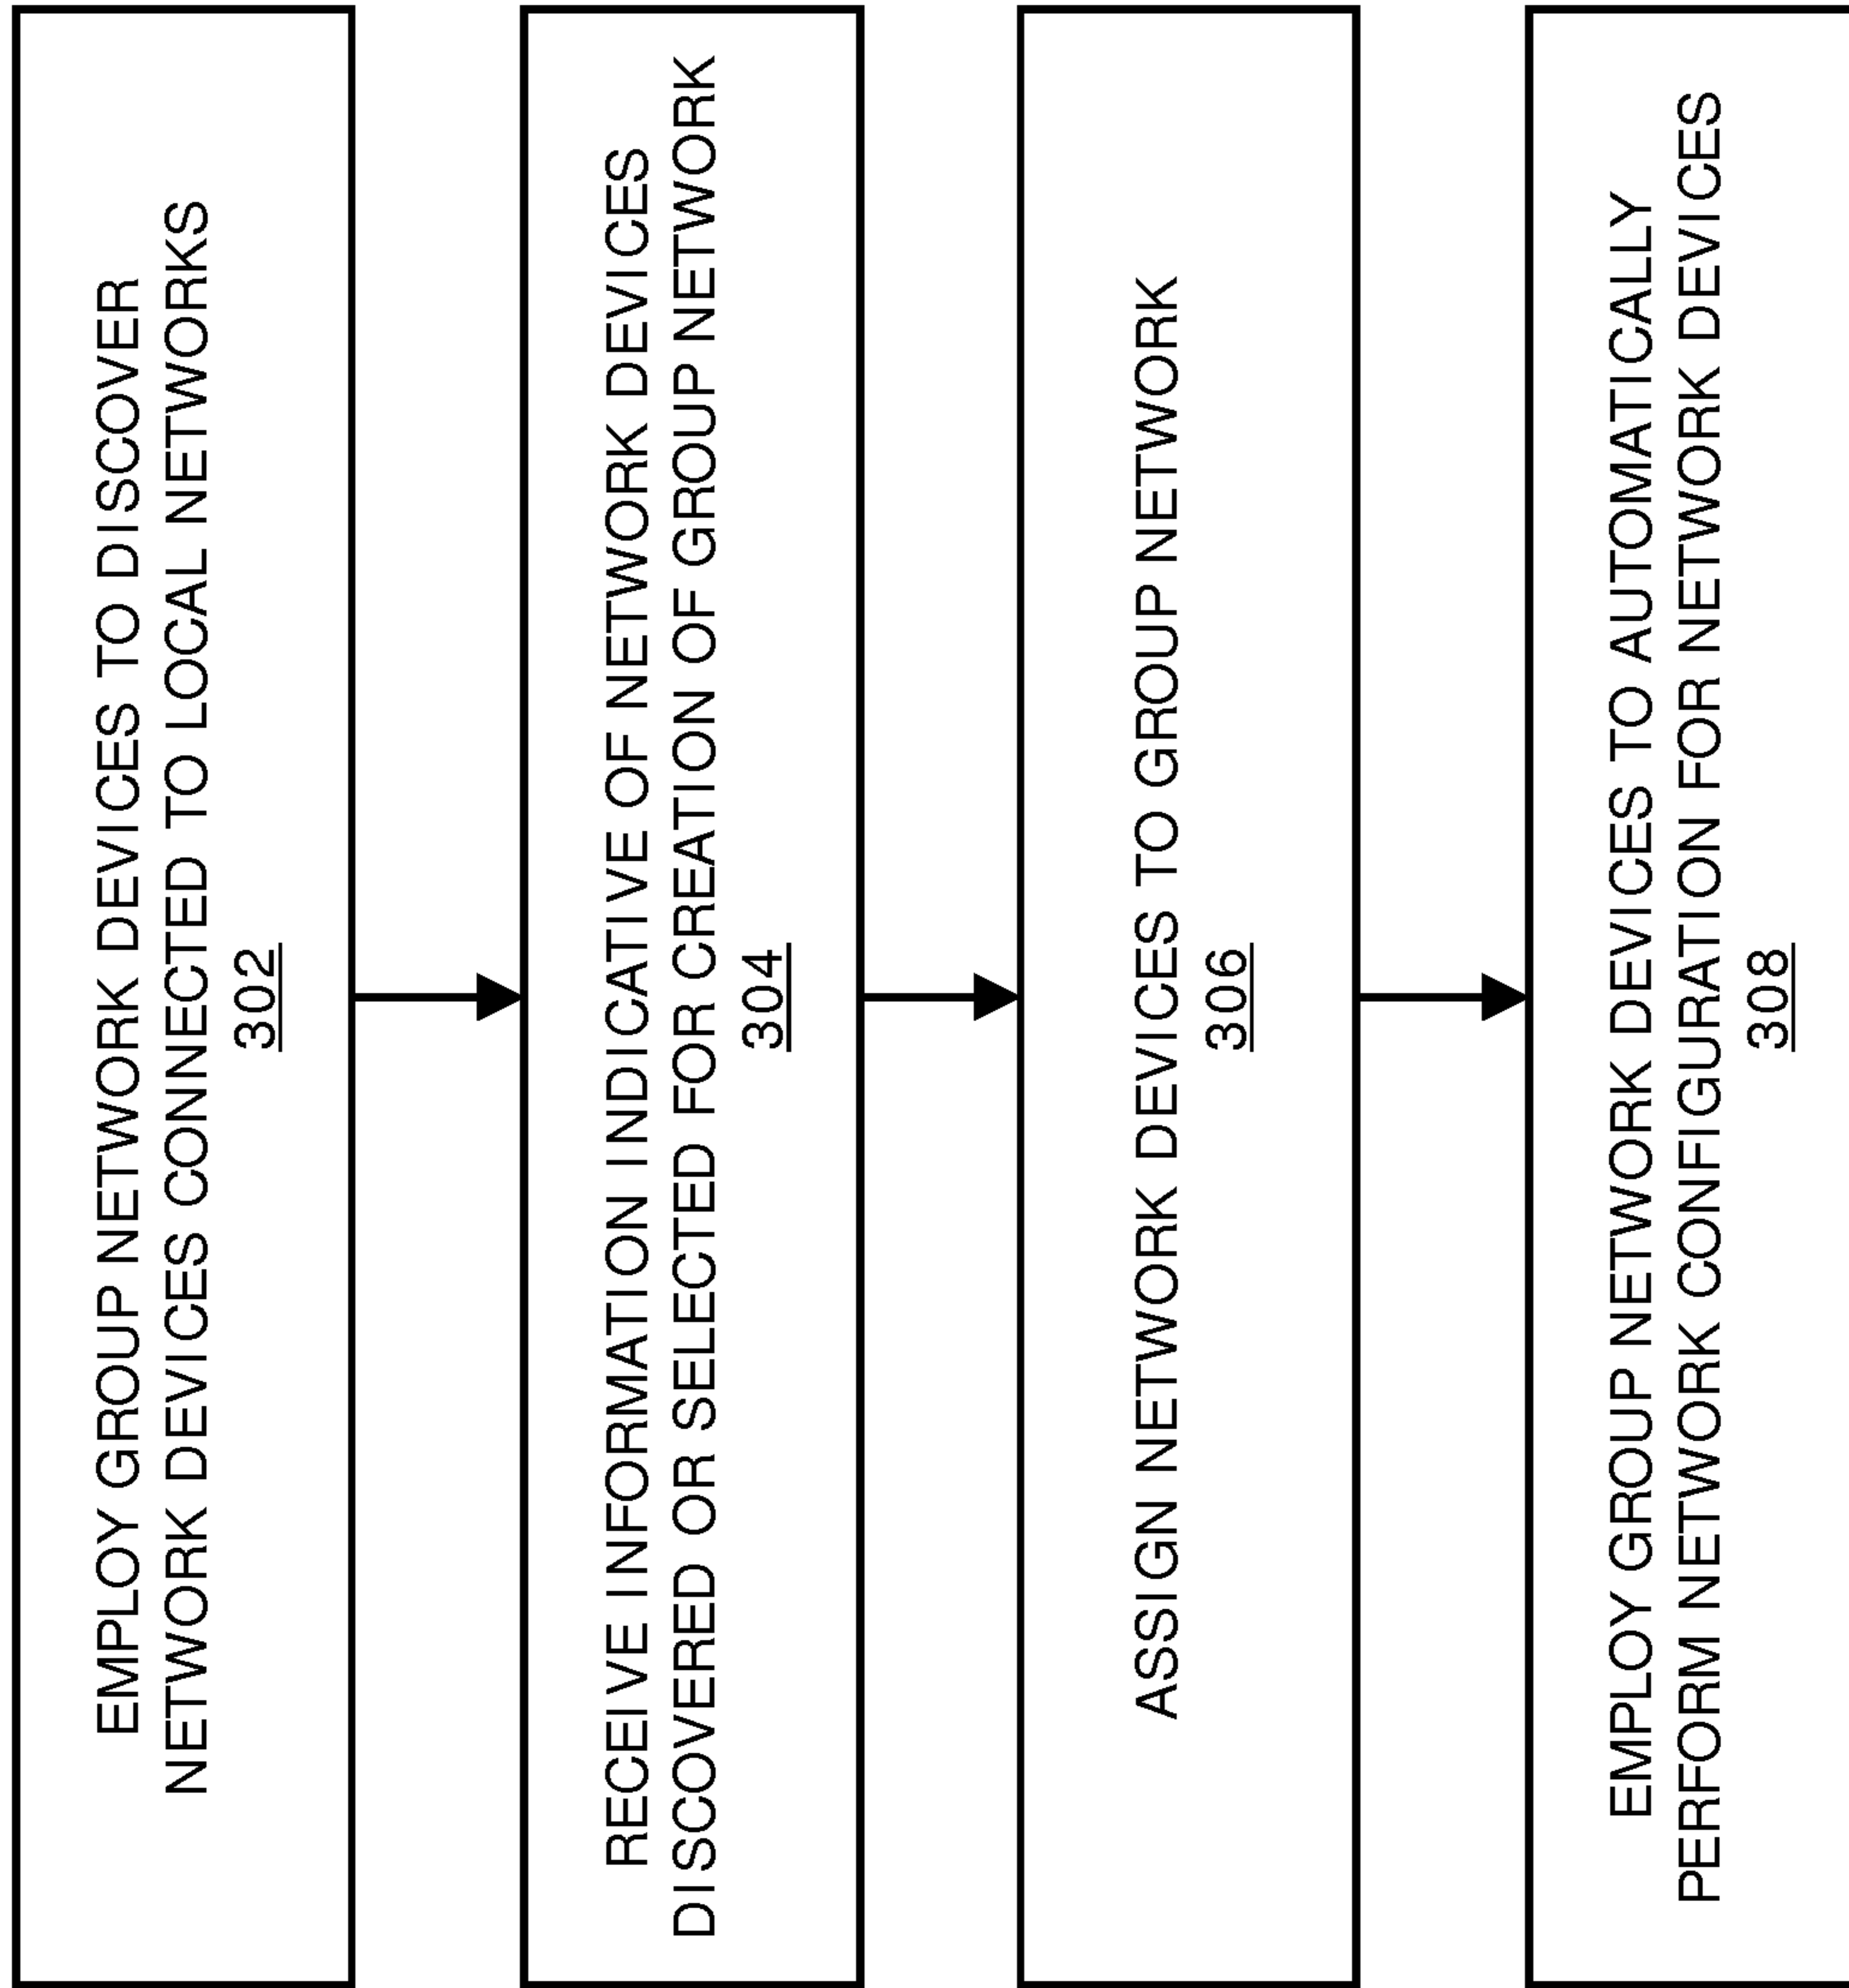 EMPLOY GROUP NETWORK DEVICES TO DISCOVER
NETWORK DEVICES CONNECTED TO LOCAL NETWORKS
302
RECEIVE INFORMATION INDICATIVE OF NETWORK DEVICES
DISCOVERED OR SELECTED FOR CREATION OF GROUP NETWORK
304
ASSIGN NETWORK DEVICES TO GROUP NETWORK
306
EMPLOY GROUP NETWORK DEVICES TO AUTOMATICALLY
PERFORM NETWORK CONFIGURATION FOR NETWORK DEVICES
308